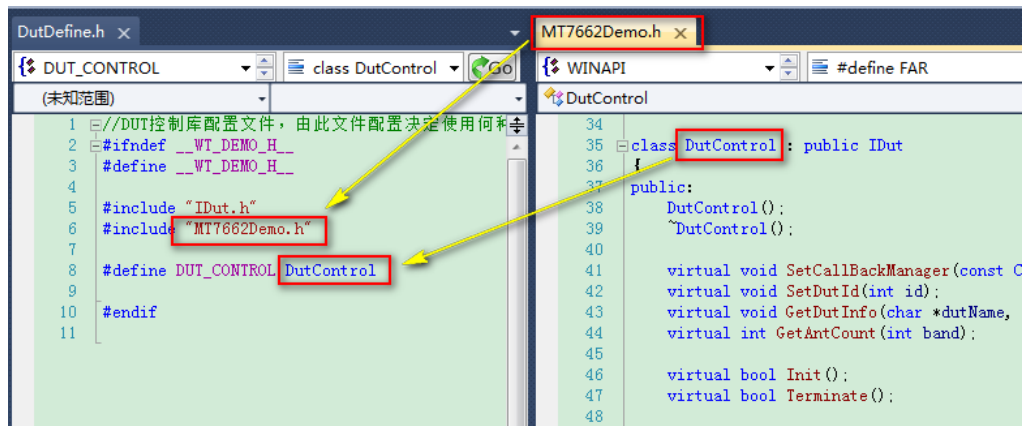 DutDefine.h
DUT_CONTROL
class DutControl
Go
(未知范围)
1 //DUT控制库配置文件，由此文件配置决定使用何种
2 #ifndef __WT_DEMO_H__
3 #define __WT_DEMO_H__
4
5 #include "IDut.h"
6 #include "MT7662Demo.h"
7
8 #define DUT_CONTROL DutControl
9
10 #endif
11
MT7662Demo.h
WINAPI
#define FAR
DutControl
34
35 class DutControl : public IDut
36 {
37 public:
38 DutControl();
39 ~DutControl();
40
41 virtual void SetCallBackManager(const C
42 virtual void SetDutId(int id);
43 virtual void GetDutInfo(char *dutName,
44 virtual int GetAntCount(int band);
45
46 virtual bool Init();
47 virtual bool Terminate();
48